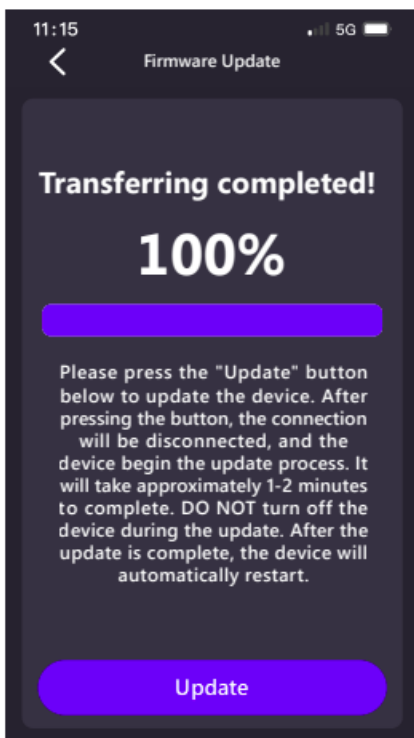 11:15
5G
Firmware Update
Transferring completed!
100%
Please press the "Update" button
below to update the device. After
pressing the button, the connection
will be disconnected, and the
device begin the update process. It
will take approximately 1-2 minutes
to complete. DO NOT turn off the
device during the update. After the
update is complete, the device will
automatically restart.
Update